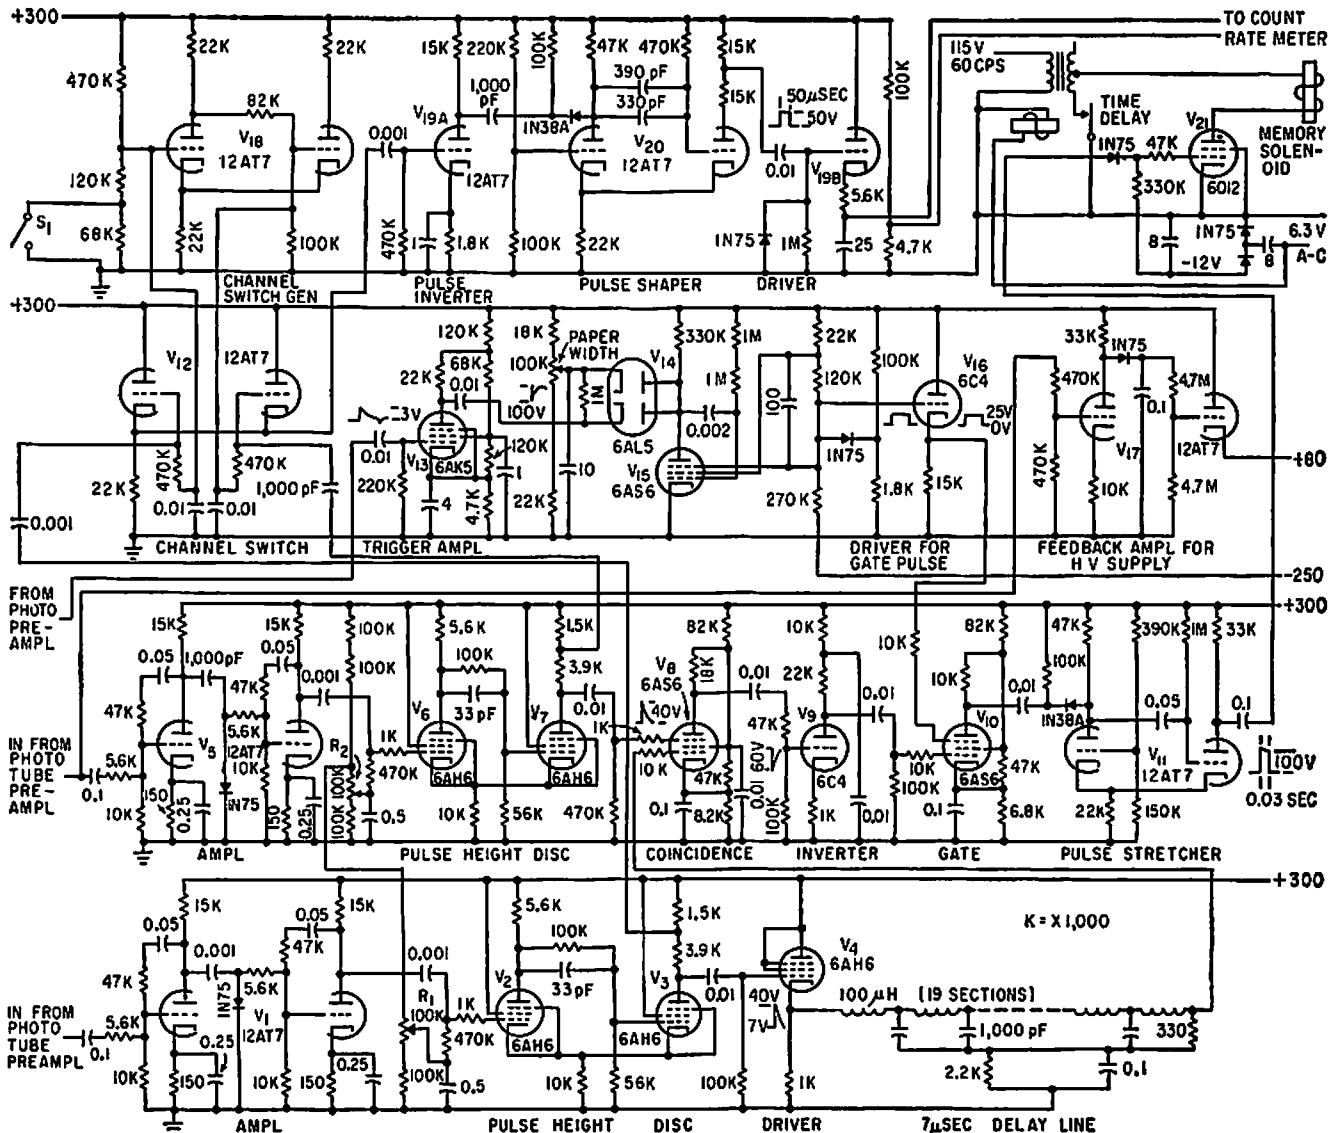 +300
22K
22K
15K
220K
100K
47K
470K
15K
TO COUNT
RATE METER
115 V
60 CPS
470K
82K
1,000
pF
390 pF
330 pF
15K
50µSEC
50V
100K
TIME
DELAY
V19A
0.001
1N38A
V18
12AT7
V20
12AT7
0.01
V19B
V21
1N75
47K
MEMORY
SOLEN-
OID
120K
12AT7
330K
6012
5.6K
S1
68K
22K
100K
470K
1
1.8K
100K
22K
1N75
1M
25
4.7K
8
-12V
1N75
8
6.3 V
A-C
CHANNEL
SWITCH GEN
PULSE
INVERTER
PULSE SHAPER
DRIVER
+300
V12
12AT7
120K
18K
PAPER
WIDTH
330K
1M
22K
33K
1N75
22K
68K
100K
V14
100K
V16
6C4
0.01
1M
1M
120K
470K
4.7M
3V
100V
100
25V
0V
0.1
6AL5
0.002
0.01
V13
6AK5
120K
V15
6AS6
1N75
V17
12AT7
470K
470K
+80
22K
1,000 pF
220K
1
10
270K
1.8K
15K
470K
10K
4.7M
0.001
0.01
0.01
4
4.7K
22K
CHANNEL SWITCH
TRIGGER AMPL
DRIVER FOR
GATE PULSE
FEEDBACK AMPL FOR
H V SUPPLY
-250
FROM
PHOTO
PRE-
AMPL
+300
15K
15K
100K
5.6K
1.5K
82K
10K
10K
82K
47K
390K
1M
33K
0.05
1,000pF
0.05
100K
100K
3.9K
V8
6AS6
18K
0.01
22K
10K
100K
0.001
0.01
0.01
0.01
47K
47K
33 pF
40V
1N38A
0.05
0.1
5.6K
V6
V7
1K
47K
V9
V10
IN FROM
PHOTO
TUBE
PRE-
AMPL
5.6K
V5
12AT7
R2
1K
6AH6
6AH6
10K
60V
6C4
10K
6AS6
V11
12AT7
100V
0.1
10K
100K
470K
47K
0.01
100K
47K
0.03 SEC
10K
150
0.25
1N75
150
0.25
100K
0.5
10K
56K
470K
0.1
8.2K
100K
1K
0.01
0.1
6.8K
22K
150K
AMPL
PULSE HEIGHT DISC
COINCIDENCE
INVERTER
GATE
PULSE STRETCHER
+300
15K
15K
5.6K
1.5K
K = X 1,000
0.05
0.05
100K
47K
0.001
47K
3.9K
V4
6AH6
0.001
33 pF
0.01
5.6K
1N75
R1
100K
1K
V2
V3
40V
7V
100 µH
(19 SECTIONS)
IN FROM
PHOTO
TUBE
PREAMPL
5.6K
V1
12AT7
470K
6AH6
6AH6
1,000 pF
330
0.1
10K
150
0.25
10K
150
0.25
100K
0.5
10K
56K
100K
1K
2.2K
0.1
AMPL
PULSE HEIGHT
DISC
DRIVER
7µSEC DELAY LINE